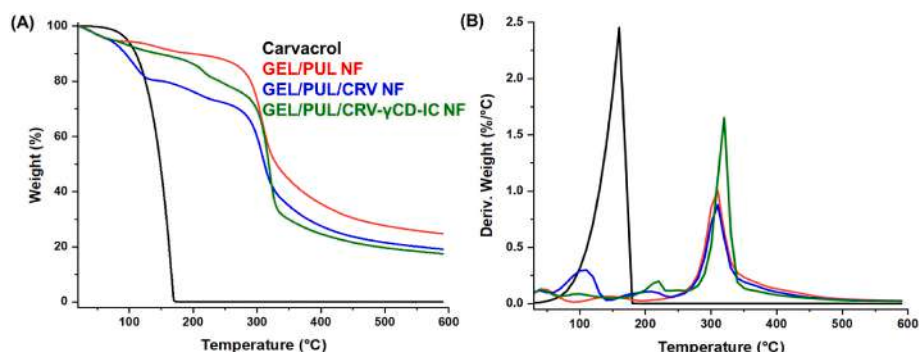 (A)
100
80
60
40
20
0
Weight (%)
100
200
300
400
500
600
Temperature (°C)
Carvacrol
GEL/PUL NF
GEL/PUL/CRV NF
GEL/PUL/CRV-γCD-IC NF
(B)
2.5
2.0
1.5
1.0
0.5
0.0
Deriv. Weight (%/°C)
100
200
300
400
500
600
Temperature (°C)